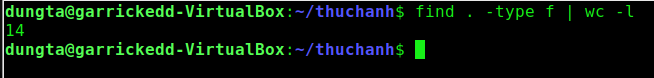 dungta@garrickedd-VirtualBox:~/thuchanh$ find . -type f | wc -l
14
dungta@garrickedd-VirtualBox:~/thuchanh$